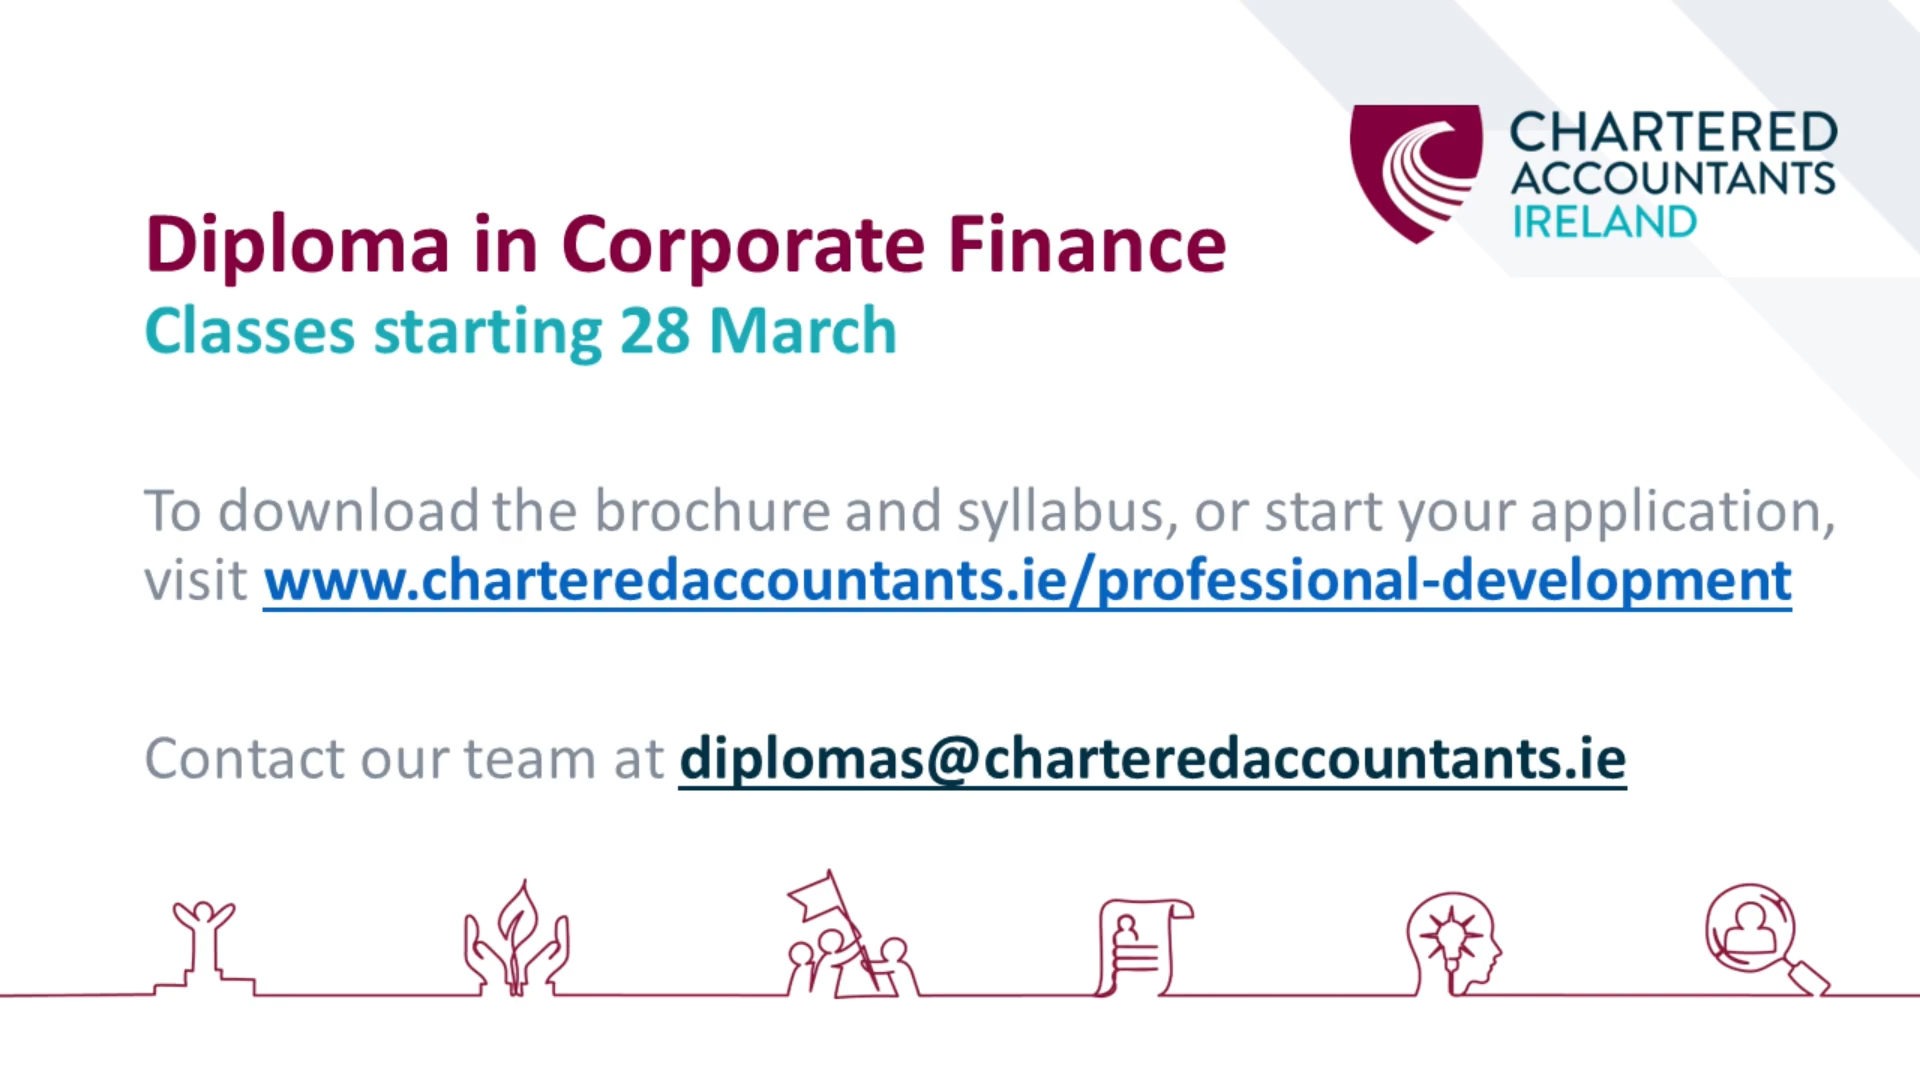 CHARTERED
ACCOUNTANTS
IRELAND
Diploma in Corporate Finance
Classes starting 28 March
To download the brochure and syllabus, or start your application,
visit www.charteredaccountants.ie/professional-development
Contact our team at diplomas@charteredaccountants.ie